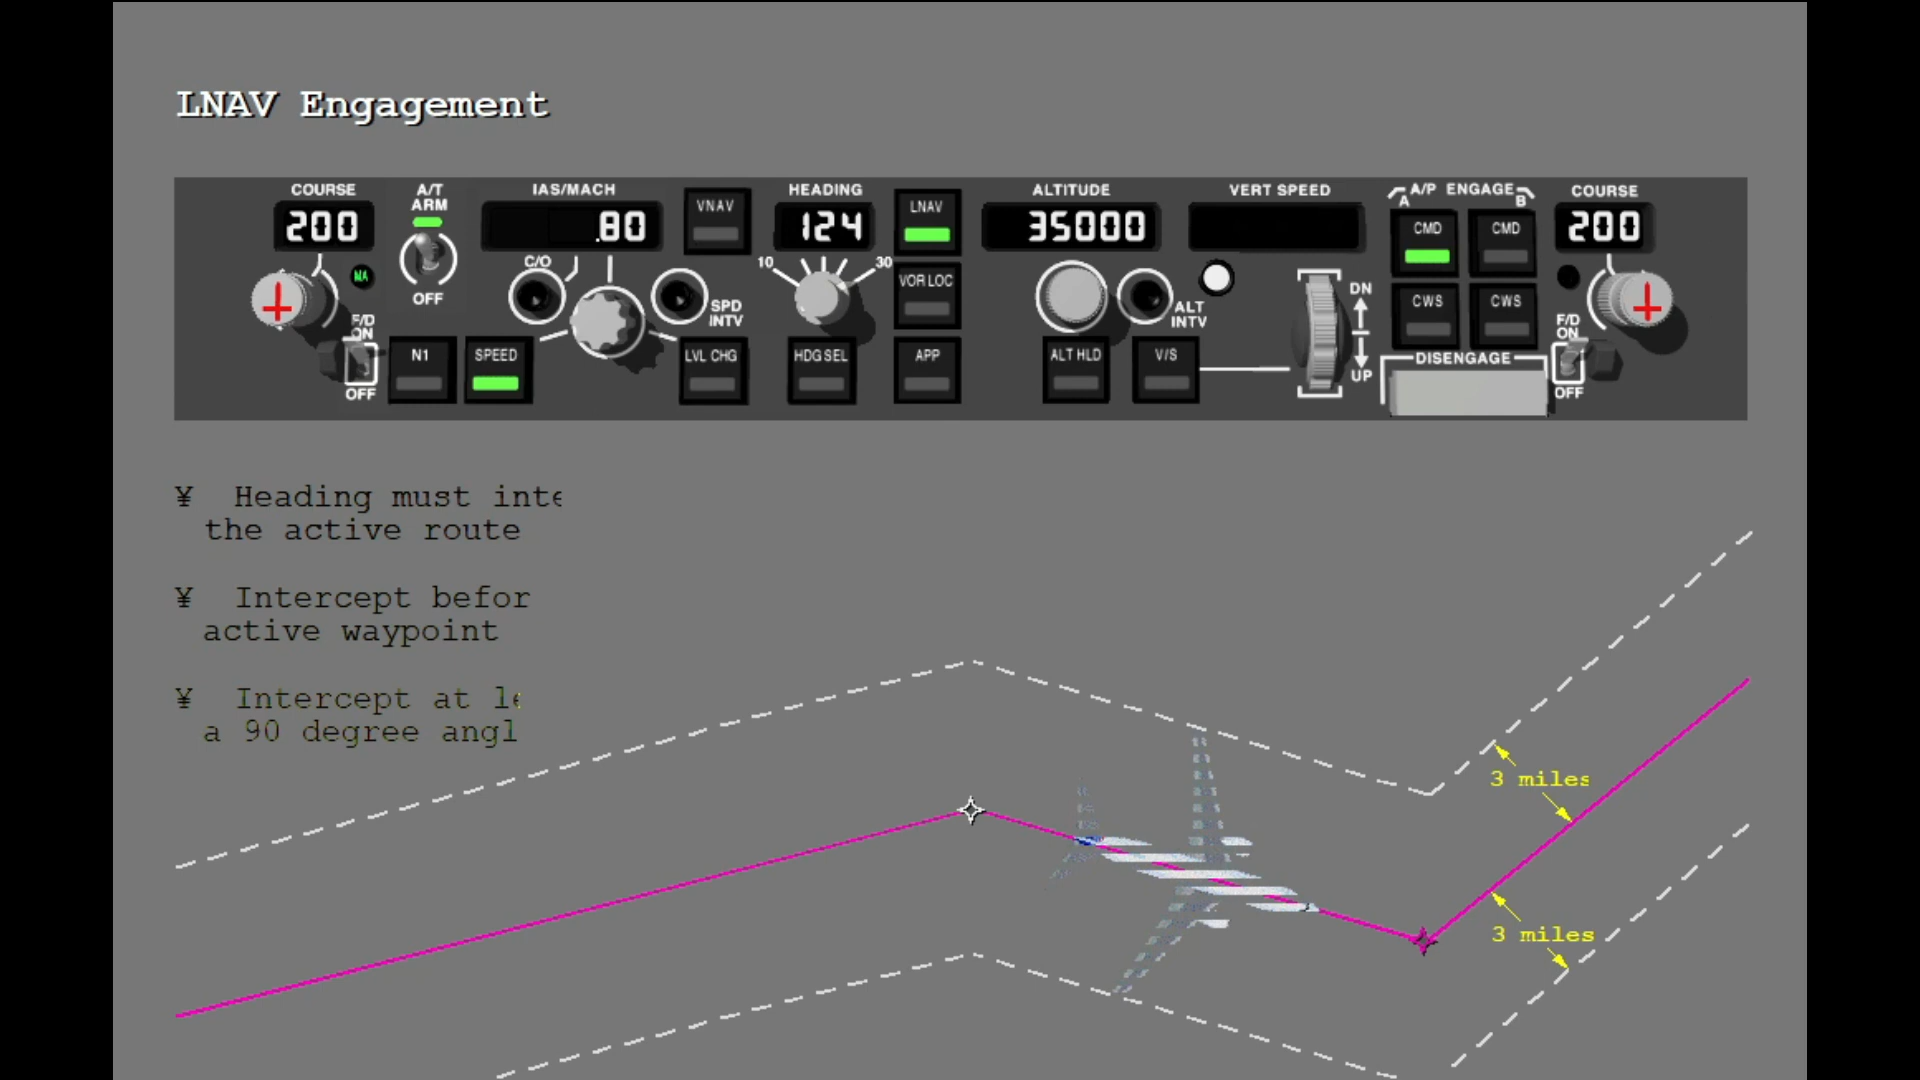 LNAV Engagement
COURSE
200
MA
F/D
ON
OFF
A/T
ARM
OFF
IAS/MACH
.80
C/O
SPD
INTV
N1
SPEED
VNAV
LVL CHG
HEADING
124
10
30
HDG SEL
LNAV
VOR LOC
APP
ALTITUDE
35000
ALT
INTV
ALT HLD
V/S
VERT SPEED
DN
UP
A/P ENGAGE
A
B
CMD
CMD
CWS
CWS
DISENGAGE
COURSE
200
F/D
ON
OFF
¥ Heading must inte
the active route
¥ Intercept befor
active waypoint
¥ Intercept at le
a 90 degree angl
3 miles
3 miles